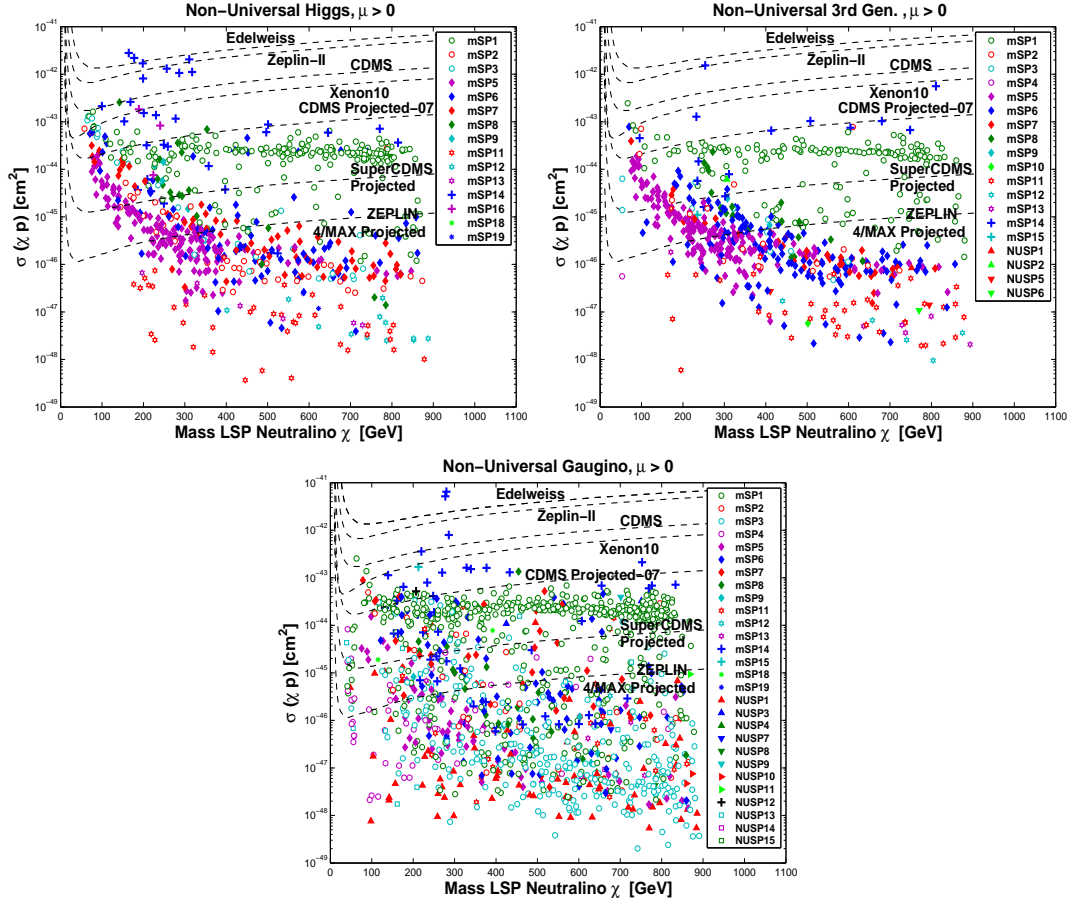 Non−Universal Higgs, μ > 0
10⁻⁴¹
10⁻⁴²
10⁻⁴³
10⁻⁴⁴
10⁻⁴⁵
10⁻⁴⁶
10⁻⁴⁷
10⁻⁴⁸
10⁻⁴⁹
σ (χ p) [cm²]
Edelweiss
Zeplin−II
CDMS
Xenon10
CDMS Projected−07
SuperCDMS
Projected
ZEPLIN
4/MAX Projected
mSP1
mSP2
mSP3
mSP5
mSP6
mSP7
mSP8
mSP9
mSP11
mSP12
mSP13
mSP14
mSP16
mSP18
mSP19
0 100 200 300 400 500 600 700 800 900 1000 1100
Mass LSP Neutralino χ [GeV]
Non−Universal 3rd Gen. , μ > 0
10⁻⁴¹
10⁻⁴²
10⁻⁴³
10⁻⁴⁴
10⁻⁴⁵
10⁻⁴⁶
10⁻⁴⁷
10⁻⁴⁸
10⁻⁴⁹
σ (χ p) [cm²]
Edelweiss
Zeplin−II
CDMS
Xenon10
CDMS Projected−07
SuperCDMS
Projected
ZEPLIN
4/MAX Projected
mSP1
mSP2
mSP3
mSP4
mSP5
mSP6
mSP7
mSP8
mSP9
mSP10
mSP11
mSP12
mSP13
mSP14
mSP15
NUSP1
NUSP2
NUSP5
NUSP6
0 100 200 300 400 500 600 700 800 900 1000 1100
Mass LSP Neutralino χ [GeV]
Non−Universal Gaugino, μ > 0
10⁻⁴¹
10⁻⁴²
10⁻⁴³
10⁻⁴⁴
10⁻⁴⁵
10⁻⁴⁶
10⁻⁴⁷
10⁻⁴⁸
10⁻⁴⁹
σ (χ p) [cm²]
Edelweiss
Zeplin−II
CDMS
Xenon10
CDMS Projected−07
SuperCDMS
Projected
ZEPLIN
4/MAX Projected
mSP1
mSP2
mSP3
mSP4
mSP5
mSP6
mSP7
mSP8
mSP9
mSP11
mSP12
mSP13
mSP14
mSP15
mSP18
mSP19
NUSP1
NUSP3
NUSP4
NUSP7
NUSP8
NUSP9
NUSP10
NUSP11
NUSP12
NUSP13
NUSP14
NUSP15
0 100 200 300 400 500 600 700 800 900 1000 1100
Mass LSP Neutralino χ [GeV]